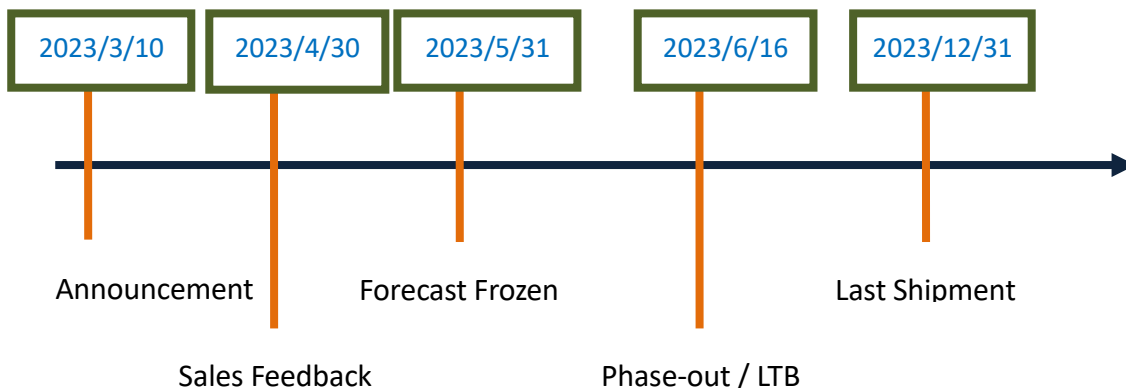 2023/3/10
2023/4/30
2023/5/31
2023/6/16
2023/12/31
Announcement
Forecast Frozen
Last Shipment
Sales Feedback
Phase-out / LTB